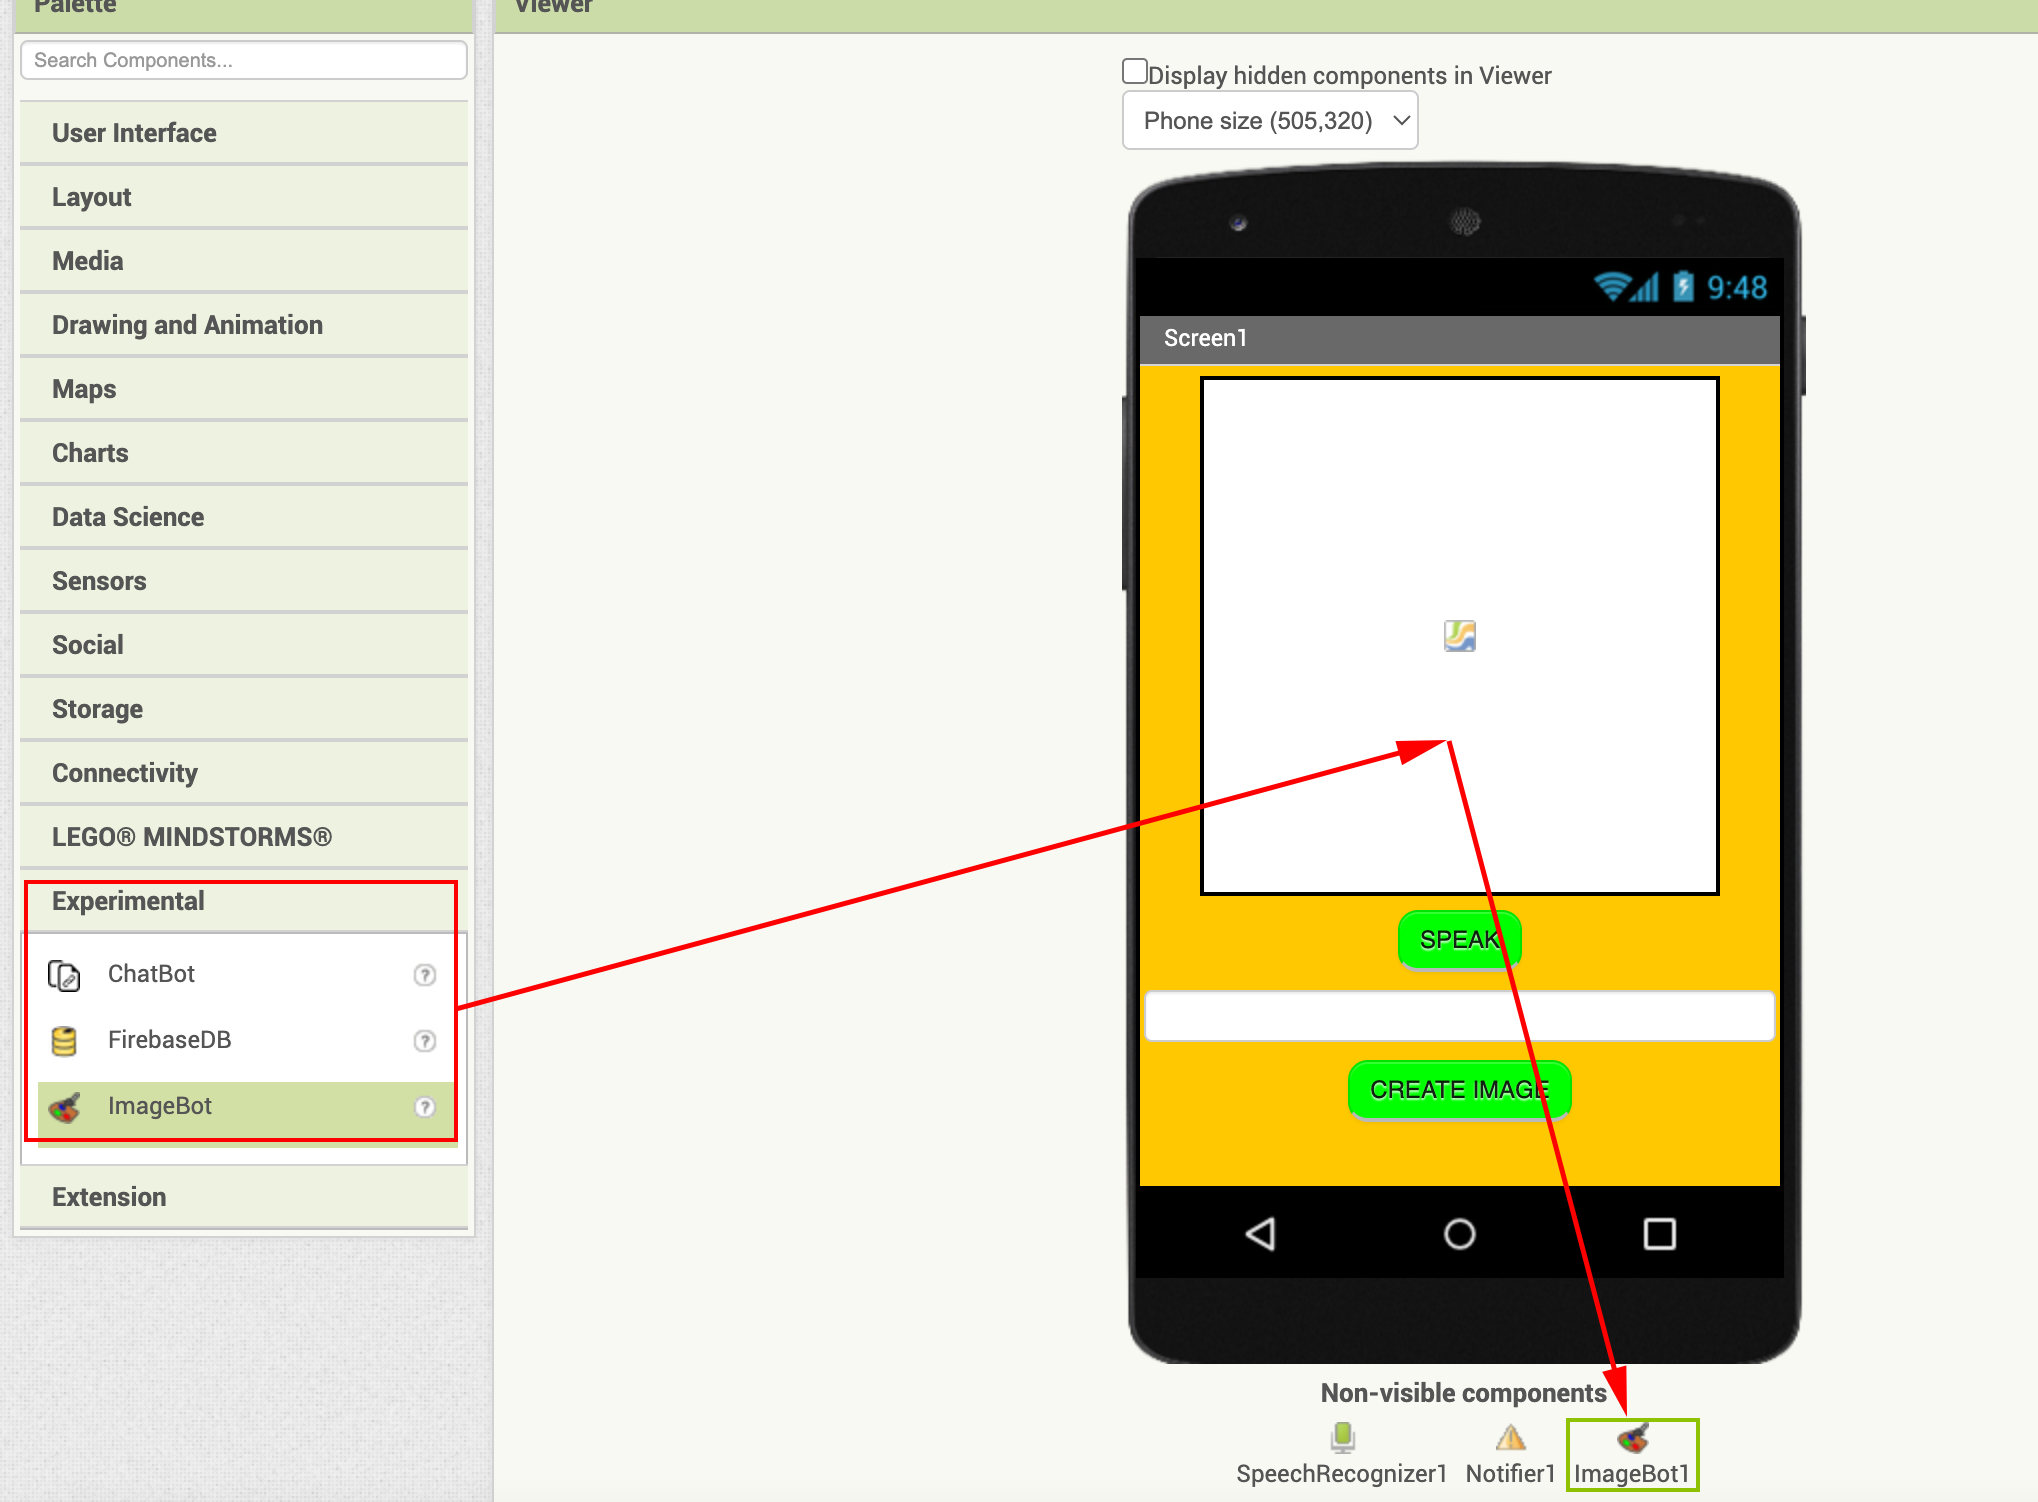 Palette
Search Components...
User Interface
Layout
Media
Drawing and Animation
Maps
Charts
Data Science
Sensors
Social
Storage
Connectivity
LEGO® MINDSTORMS®
Experimental
ChatBot ?
FirebaseDB ?
ImageBot ?
Extension
Viewer
Display hidden components in Viewer
Phone size (505,320)
9:48
Screen1
SPEAK
CREATE IMAGE
Non-visible components
SpeechRecognizer1 Notifier1 ImageBot1